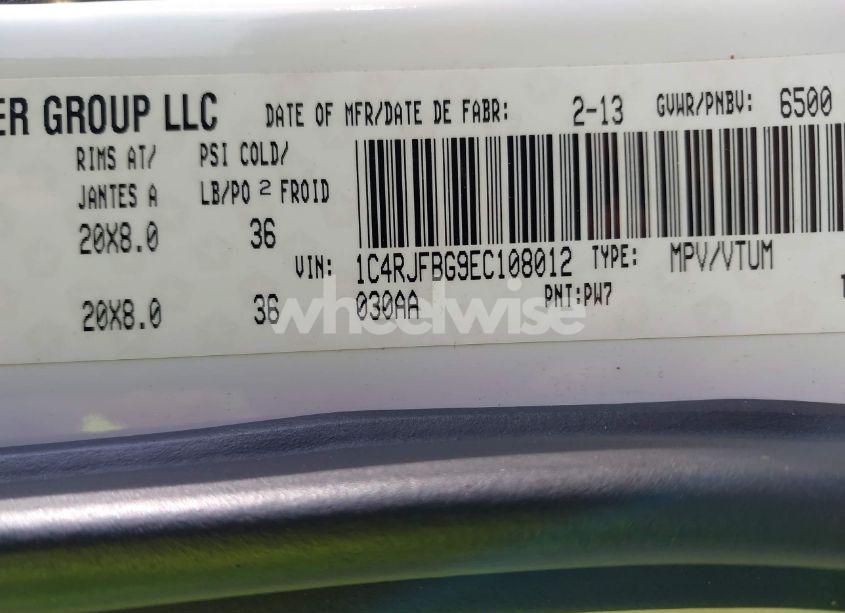 ER GROUP LLC DATE OF MFR/DATE DE FABR: 2-13 GVWR/PNBV: 6500
RIMS AT/ PSI COLD/
JANTES A LB/PO 2 FROID
20X8.0 36
VIN: 1C4RJFBG9EC108012 TYPE: MPV/VTUM
20X8.0 36 030AA PNT:PW7
wheelwise